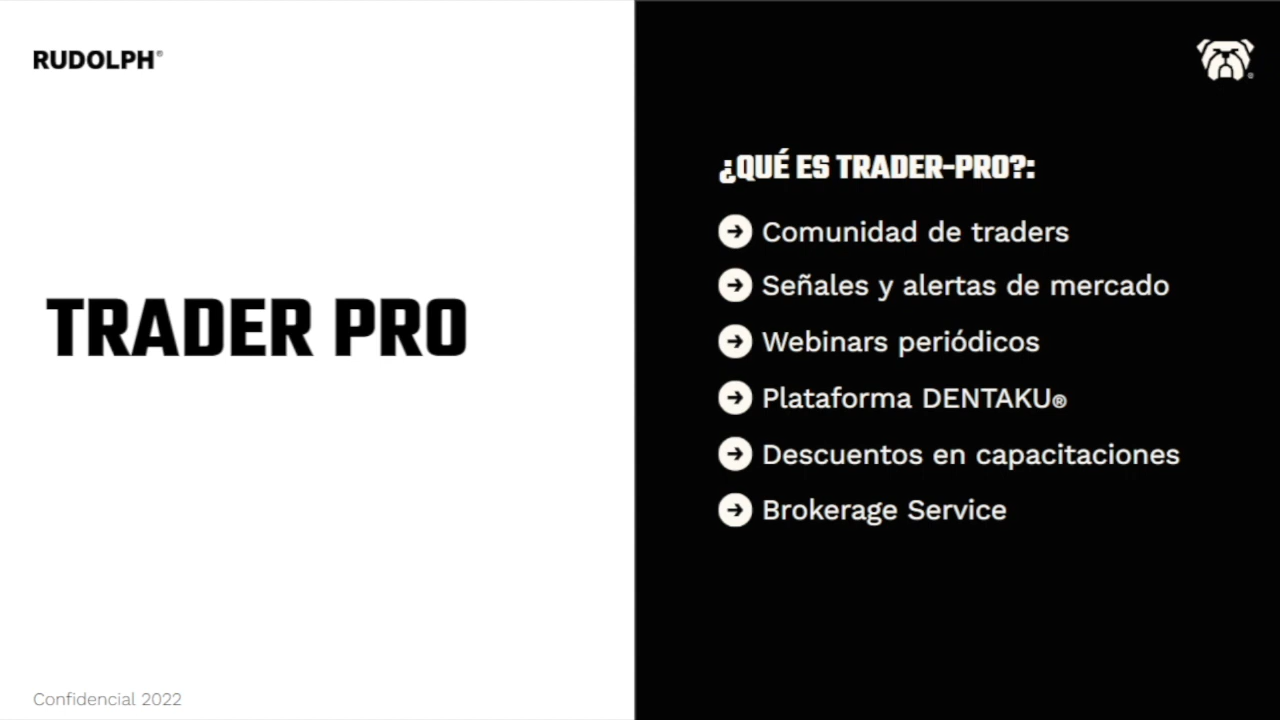 RUDOLPH®
TRADER PRO
Confidencial 2022
¿QUÉ ES TRADER-PRO?:
Comunidad de traders
Señales y alertas de mercado
Webinars periódicos
Plataforma DENTAKU®
Descuentos en capacitaciones
Brokerage Service